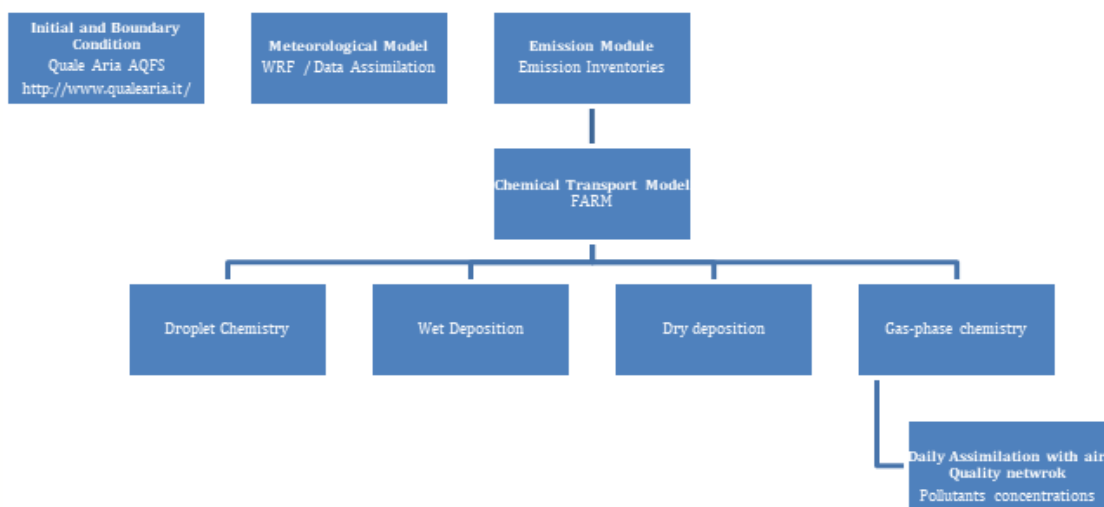 Initial and Boundary
Condition
Quale Aria AQFS
http://www.qualearia.it/
Meteorological Model
WRF / Data Assimilation
Emission Module
Emission Inventories
Chemical Transport Model
FARM
Droplet Chemistry
Wet Deposition
Dry deposition
Gas-phase chemistry
Daily Assimilation with air
Quality netwrok
Pollutants concentrations